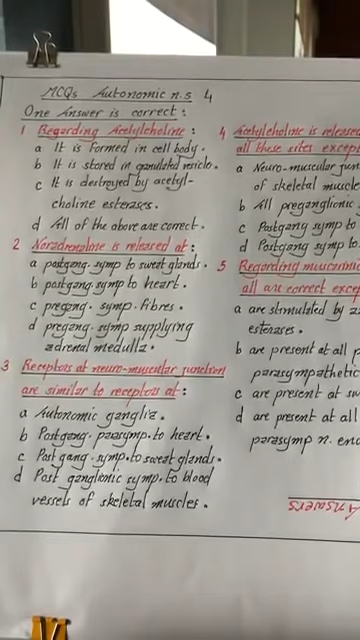 MCQs Autonomic n.s 4
One Answer is correct:
1 Regarding Acetylcholine:
a It is formed in cell body.
b It is stored in granulated vesicle.
c It is destroyed by acetyl-
choline esterases.
d All of the above are correct.
2 Noradrenaline is released at:
a postgang. symp to sweat glands.
b postgang. symp to heart.
c pregang. symp. fibres.
d pregang. symp supplying
adrenal medulla.
3 Receptors at neuro-muscular junction
are similar to receptors at:
a Autonomic ganglia.
b Postgang. parasymp. to heart.
c Postgang. symp. to sweat glands.
d Post ganglionic symp. to blood
vessels of skeletal muscles.
4 Acetylcholine is released
all these sites except
a Neuro-muscular jun
of skeletal muscle
b All preganglionic
c Postgang symp to
d Postgang symp to
5 Regarding muscarinic
all are correct exce
a are stimulated by
esterases.
b are present at all p
parasympathetic
c are present at sw
d are present at all
parasymp n. end
Answers